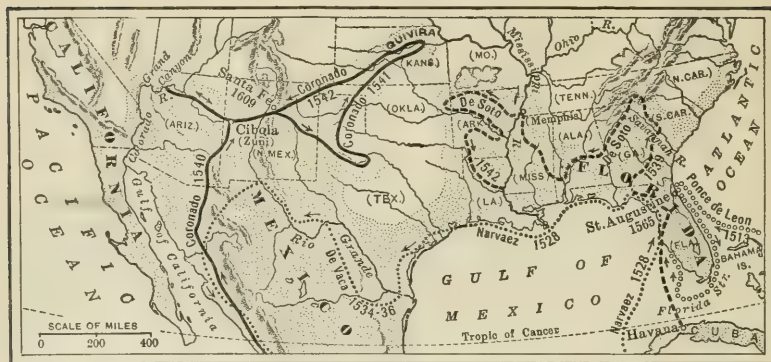 CALIFORNIA
PACIFIC
OCEAN
Grand
Canyon
Colorado
R.
Gulf of California
(ARIZ.)
Santa Fe
1609
Cibola
(Zuni)
(N.MEX.)
Coronado
1540
Coronado
1542
Coronado 1541
QUIVIRA
(KANS.)
(OKLA.)
(TEX.)
MEXICO
Rio
Grande
De Vaca
1534-36
(MO.)
Mississippi
R.
Ohio R.
(TENN.)
(Memphis)
De Soto
(ARK.)
1542
(LA.)
(MISS.)
(ALA.)
(GA.)
De Soto
1539
Savannah R.
N.CAR.)
S.CAR.
ATLANTIC
OCEAN
FLORIDA
(FLA.)
St. Augustine
1565
Ponce de Leon
1513
BAHAMA
IS.
Florida Str.
Narvaez
1528
Narvaez 1528
GULF OF
MEXICO
Tropic of Cancer
Havana
CUBA
SCALE OF MILES
0 200 400